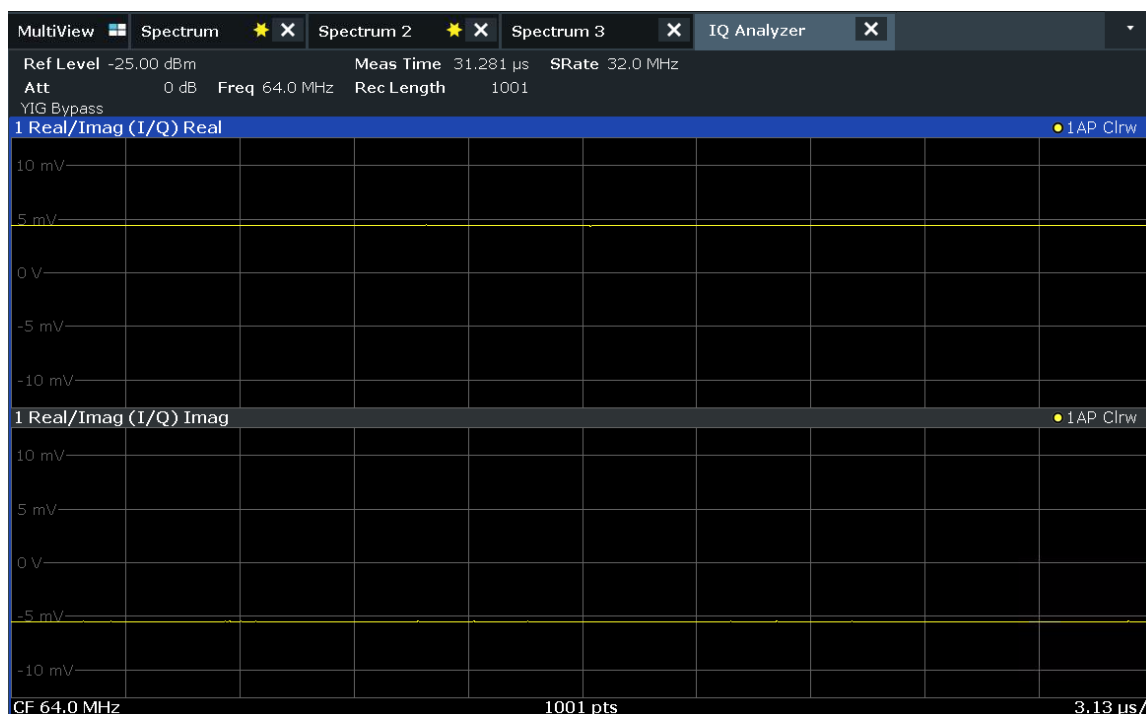 MultiView Spectrum Spectrum 2 Spectrum 3 IQ Analyzer
Ref Level -25.00 dBm Meas Time 31.281 µs SRate 32.0 MHz
Att 0 dB Freq 64.0 MHz Rec Length 1001
YIG Bypass
1 Real/Imag (I/Q) Real 1AP Clrw
10 mV
5 mV
0 V
-5 mV
-10 mV
1 Real/Imag (I/Q) Imag 1AP Clrw
10 mV
5 mV
0 V
-5 mV
-10 mV
CF 64.0 MHz 1001 pts 3.13 µs/